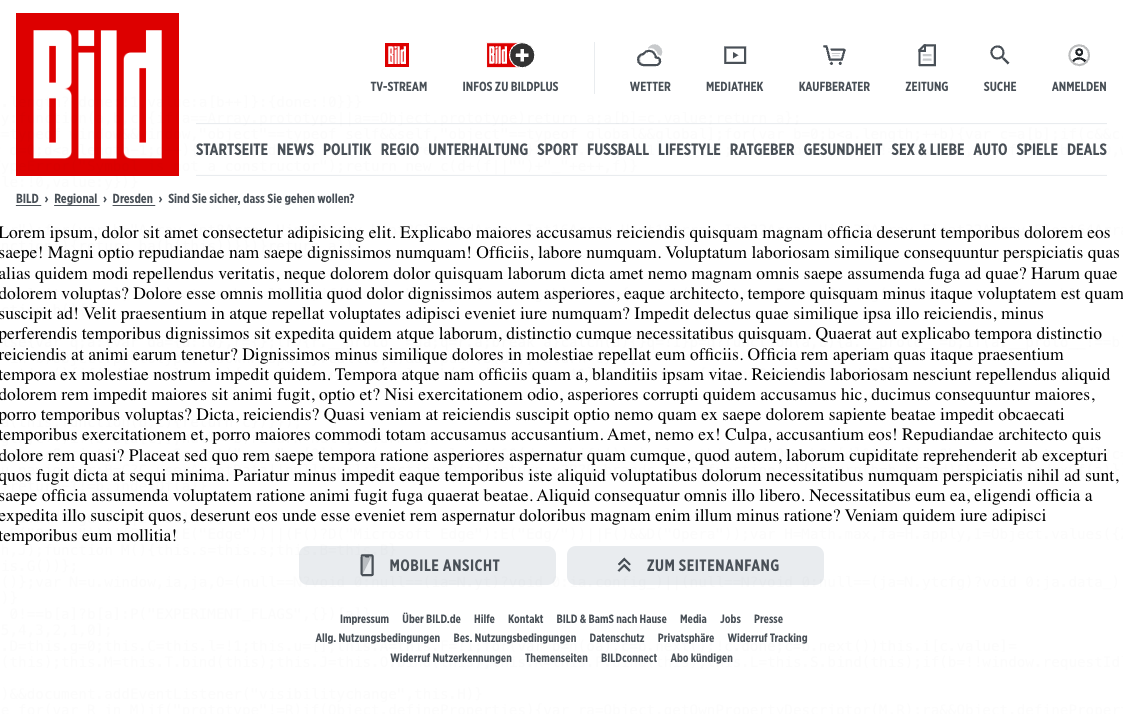 Bild
Bild Bild
TV-STREAM INFOS ZU BILDPLUS WETTER MEDIATHEK KAUFBERATER ZEITUNG SUCHE ANMELDEN
STARTSEITE NEWS POLITIK REGIO UNTERHALTUNG SPORT FUSSBALL LIFESTYLE RATGEBER GESUNDHEIT SEX & LIEBE AUTO SPIELE DEALS
BILD › Regional › Dresden › Sind Sie sicher, dass Sie gehen wollen?
Lorem ipsum, dolor sit amet consectetur adipisicing elit. Explicabo maiores accusamus reiciendis quisquam magnam officia deserunt temporibus dolorem eos
saepe! Magni optio repudiandae nam saepe dignissimos numquam! Officiis, labore numquam. Voluptatum laboriosam similique consequuntur perspiciatis quas
alias quidem modi repellendus veritatis, neque dolorem dolor quisquam laborum dicta amet nemo magnam omnis saepe assumenda fuga ad quae? Harum quae
dolorem voluptas? Dolore esse omnis mollitia quod dolor dignissimos autem asperiores, eaque architecto, tempore quisquam minus itaque voluptatem est quam
suscipit ad! Velit praesentium in atque repellat voluptates adipisci eveniet iure numquam? Impedit delectus quae similique ipsa illo reiciendis, minus
perferendis temporibus dignissimos sit expedita quidem atque laborum, distinctio cumque necessitatibus quisquam. Quaerat aut explicabo tempora distinctio
reiciendis at animi earum tenetur? Dignissimos minus similique dolores in molestiae repellat eum officiis. Officia rem aperiam quas itaque praesentium
tempora ex molestiae nostrum impedit quidem. Tempora atque nam officiis quam a, blanditiis ipsam vitae. Reiciendis laboriosam nesciunt repellendus aliquid
dolorem rem impedit maiores sit animi fugit, optio et? Nisi exercitationem odio, asperiores corrupti quidem accusamus hic, ducimus consequuntur maiores,
porro temporibus voluptas? Dicta, reiciendis? Quasi veniam at reiciendis suscipit optio nemo quam ex saepe dolorem sapiente beatae impedit obcaecati
temporibus exercitationem et, porro maiores commodi totam accusamus accusantium. Amet, nemo ex! Culpa, accusantium eos! Repudiandae architecto quis
dolore rem quasi? Placeat sed quo rem saepe tempora ratione asperiores aspernatur quam cumque, quod autem, laborum cupiditate reprehenderit ab excepturi
quos fugit dicta at sequi minima. Pariatur minus impedit eaque temporibus iste aliquid voluptatibus dolorum necessitatibus numquam perspiciatis nihil ad sunt,
saepe officia assumenda voluptatem ratione animi fugit fuga quaerat beatae. Aliquid consequatur omnis illo libero. Necessitatibus eum ea, eligendi officia a
expedita illo suscipit quos, deserunt eos unde esse eveniet rem aspernatur doloribus magnam enim illum minus ratione? Veniam quidem iure adipisci
temporibus eum mollitia!
MOBILE ANSICHT ZUM SEITENANFANG
Impressum Über BILD.de Hilfe Kontakt BILD & BamS nach Hause Media Jobs Presse
Allg. Nutzungsbedingungen Bes. Nutzungsbedingungen Datenschutz Privatsphäre Widerruf Tracking
Widerruf Nutzerkennungen Themenseiten BILDconnect Abo kündigen